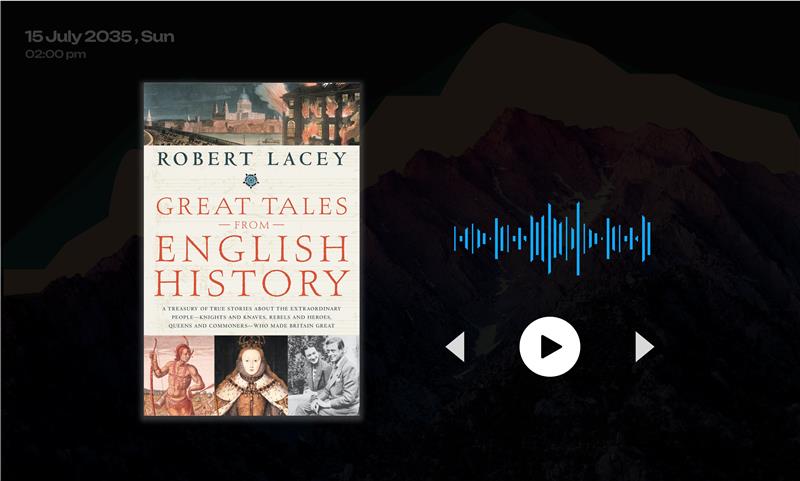 15 July 2035 , Sun
02:00 pm
ROBERT LACEY
GREAT TALES
— FROM —
ENGLISH
HISTORY
A TREASURY OF TRUE STORIES ABOUT THE EXTRAORDINARY
PEOPLE—KNIGHTS AND KNAVES, REBELS AND HEROES,
QUEENS AND COMMONERS—WHO MADE BRITAIN GREAT